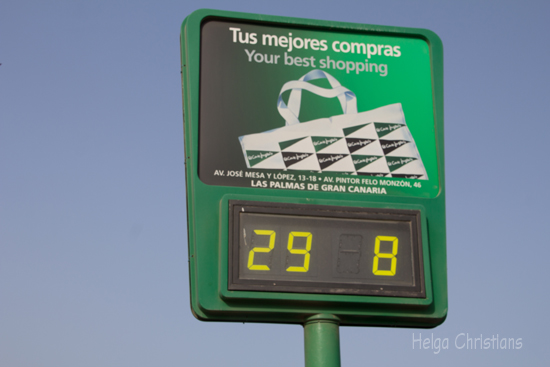 Tus mejores compras
Your best shopping
AV. JOSÉ MESA Y LÓPEZ, 13-18 • AV. PINTOR FELO MONZÓN, 46
LAS PALMAS DE GRAN CANARIA
29 8
Helga Christians